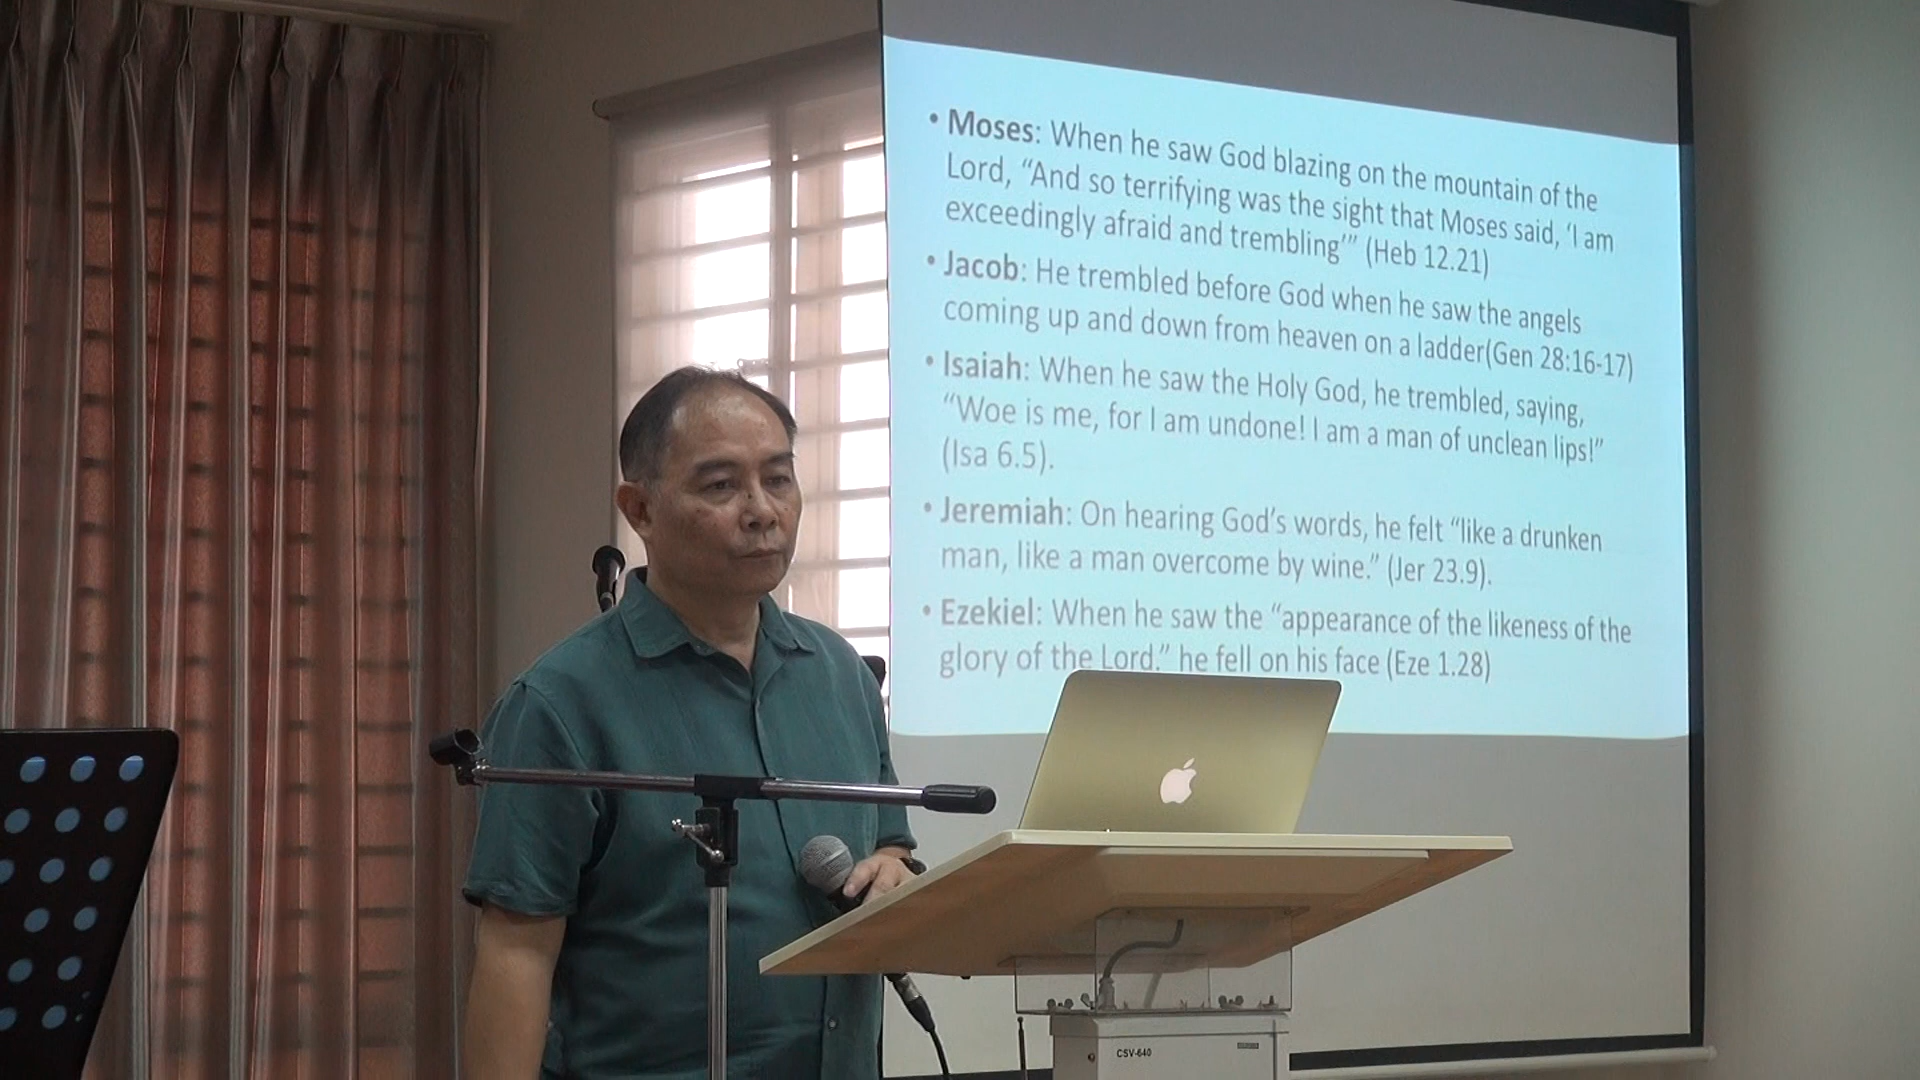 • Moses: When he saw God blazing on the mountain of the
Lord, “And so terrifying was the sight that Moses said, ‘I am
exceedingly afraid and trembling’” (Heb 12.21)
• Jacob: He trembled before God when he saw the angels
coming up and down from heaven on a ladder(Gen 28:16-17)
• Isaiah: When he saw the Holy God, he trembled, saying,
“Woe is me, for I am undone! I am a man of unclean lips!”
(Isa 6.5).
• Jeremiah: On hearing God’s words, he felt “like a drunken
man, like a man overcome by wine.” (Jer 23.9).
• Ezekiel: When he saw the “appearance of the likeness of the
glory of the Lord.” he fell on his face (Eze 1.28)
CSV-640